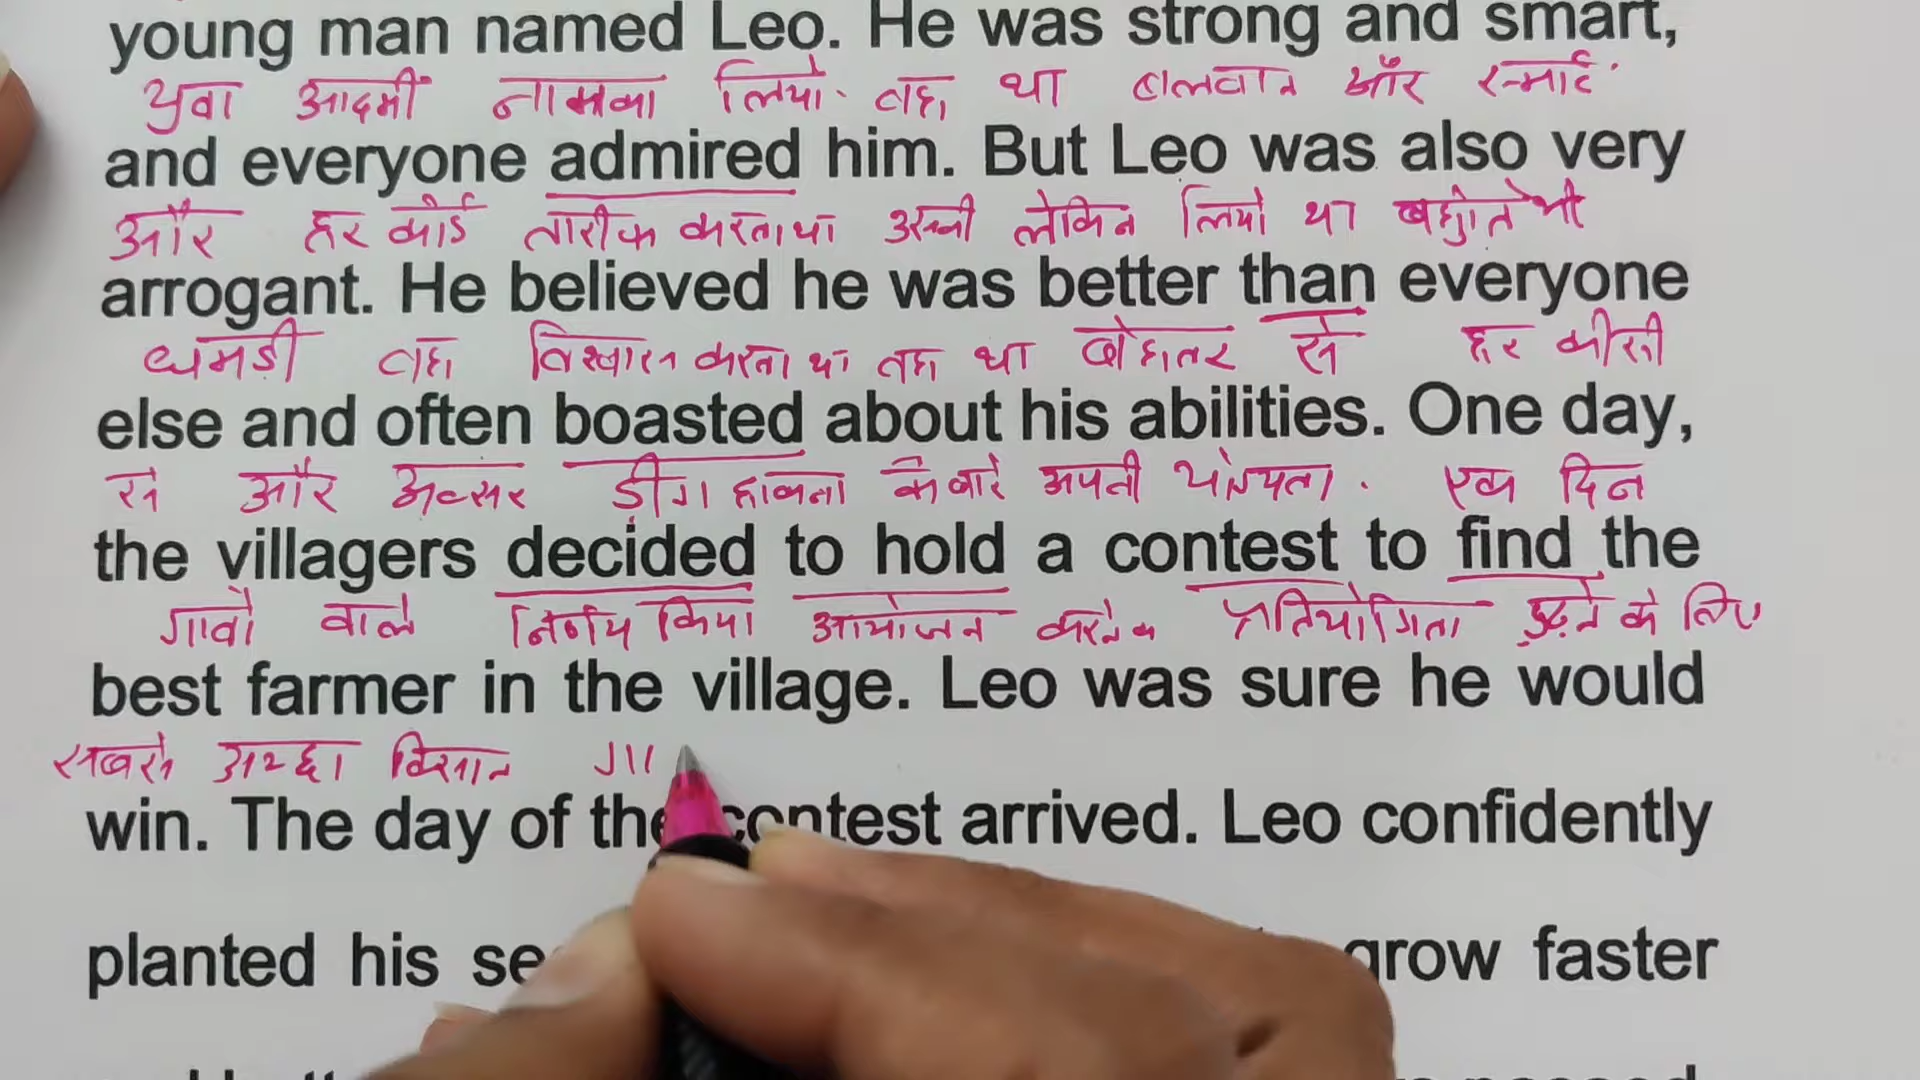 young man named Leo. He was strong and smart,
युवा आदमी नामका लियो. वह था बलवान और स्मार्ट.
and everyone admired him. But Leo was also very
और हर कोई तारीफ करता था उसकी लेकिन लियो था
arrogant. He believed he was better than everyone
घमंडी वह विश्वास करता था वह था बेहतर से हर कीसी
else and often boasted about his abilities. One day,
से और अक्सर डींग हाकता के बारे अपनी योग्यता. एक दिन
the villagers decided to hold a contest to find the
गावो वाले निर्णय किया आयोजन करने का प्रतियोगिता ढुढ़ने के लिए
best farmer in the village. Leo was sure he would
सबसे अच्छा किसान
win. The day of the contest arrived. Leo confidently
planted his grow faster